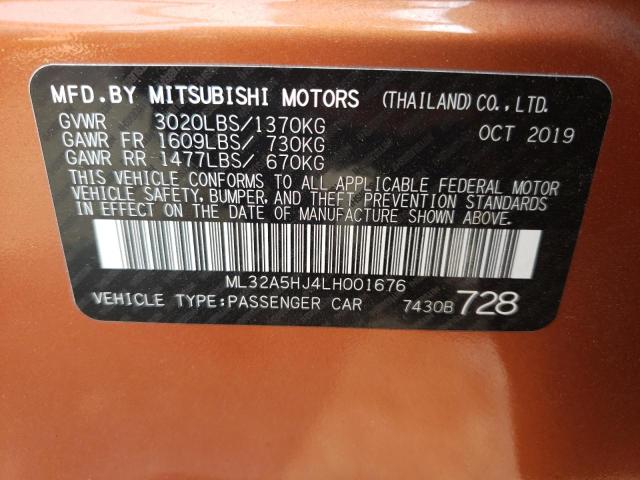 MFD.BY MITSUBISHI MOTORS (THAILAND)CO.,LTD.
GVWR 3020LBS/1370KG OCT 2019
GAWR FR 1609LBS/ 730KG
GAWR RR 1477LBS/ 670KG
THIS VEHICLE CONFORMS TO ALL APPLICABLE FEDERAL MOTOR
VEHICLE SAFETY, BUMPER, AND THEFT PREVENTION STANDARDS
IN EFFECT ON THE DATE OF MANUFACTURE SHOWN ABOVE.
ML32A5HJ4LH001676
VEHICLE TYPE:PASSENGER CAR 7430B 728